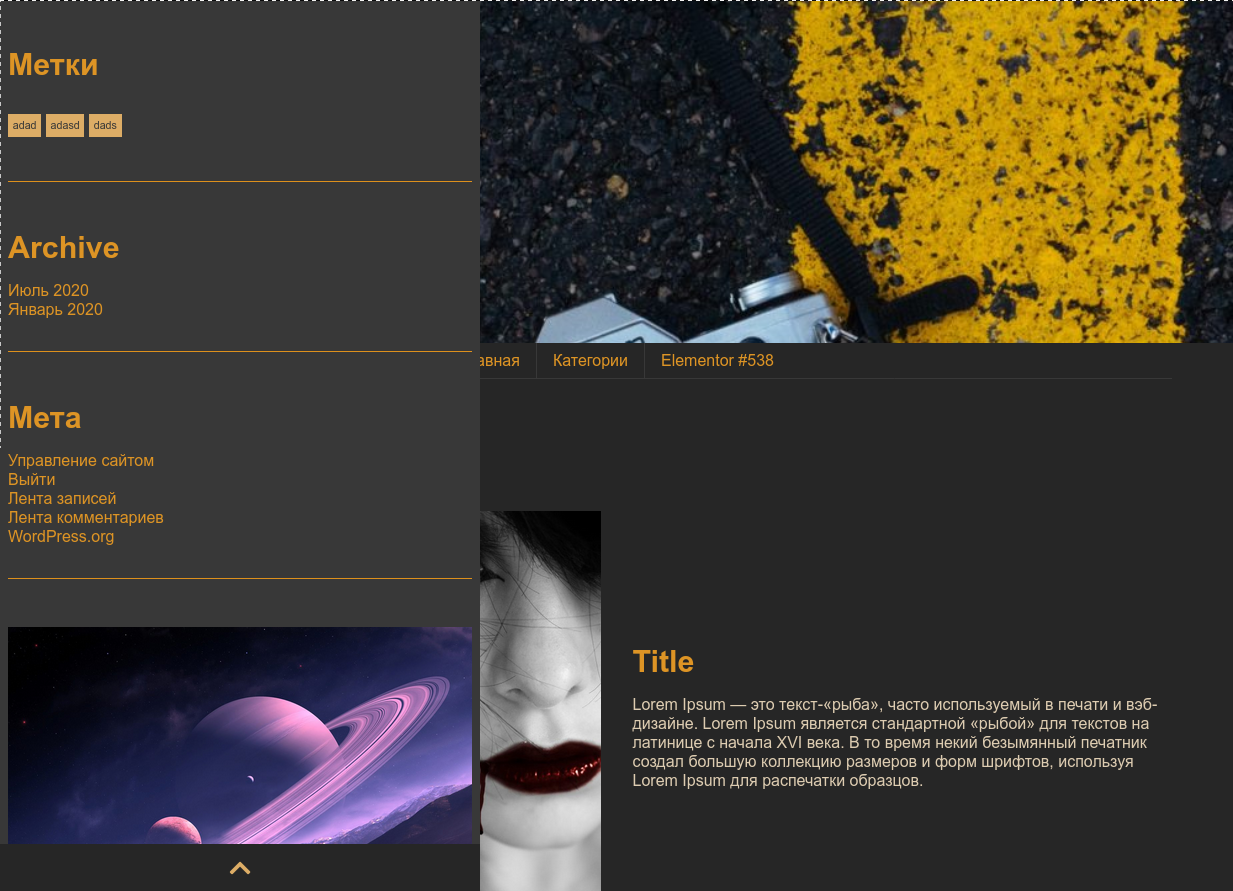 Метки
adad adasd dads
Archive
Июль 2020
Январь 2020
Мета
Управление сайтом
Выйти
Лента записей
Лента комментариев
WordPress.org
авная Категории Elementor #538
Title
Lorem Ipsum — это текст-«рыба», часто используемый в печати и вэб-
дизайне. Lorem Ipsum является стандартной «рыбой» для текстов на
латинице с начала XVI века. В то время некий безымянный печатник
создал большую коллекцию размеров и форм шрифтов, используя
Lorem Ipsum для распечатки образцов.